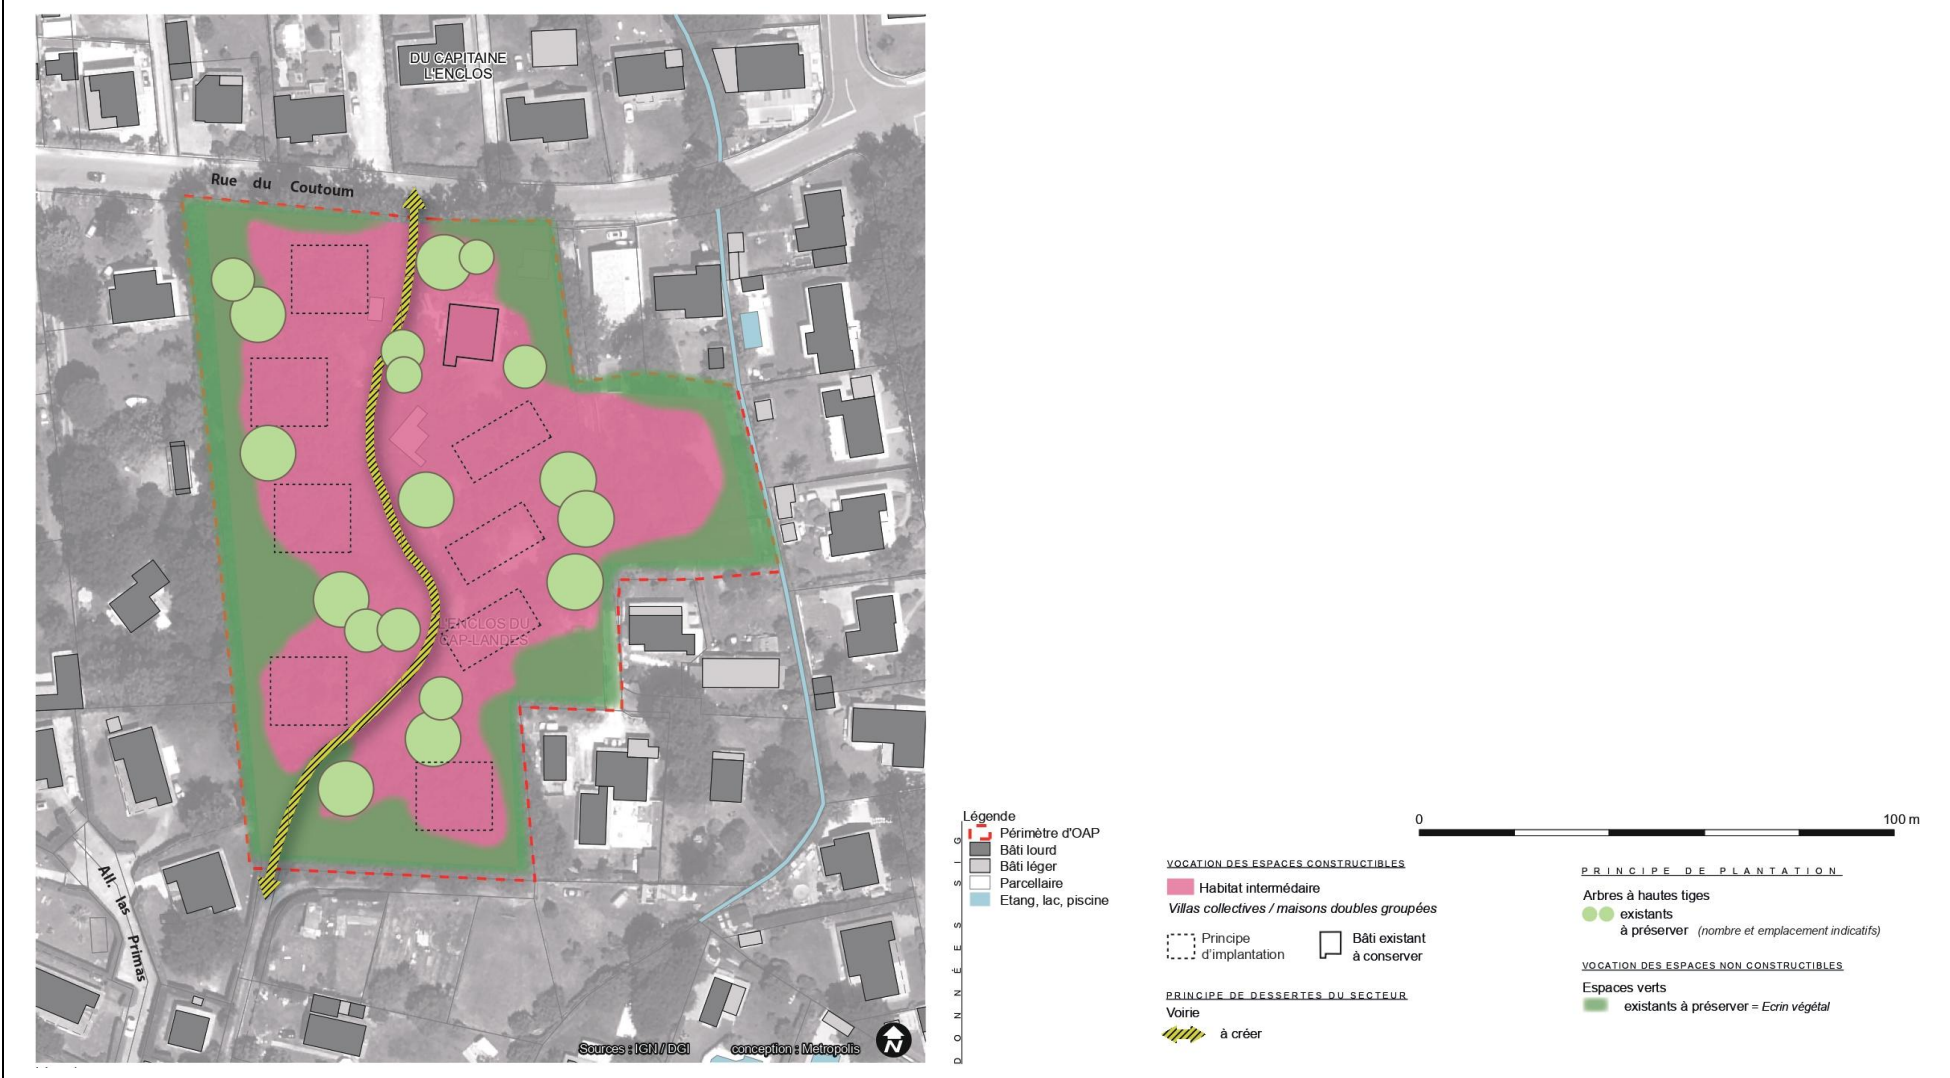 DU CAPITAINE
L'ENCLOS
Rue du Coutoum
L'ENCLOS DU
CAP-LANDES
All. las Primas
Sources : IGN / DGI
conception : Metropolis
N
DONNÉES SIG
Légende
Périmètre d'OAP
Bâti lourd
Bâti léger
Parcellaire
Etang, lac, piscine
VOCATION DES ESPACES CONSTRUCTIBLES
Habitat intermédaire
Villas collectives / maisons doubles groupées
Principe
d'implantation
Bâti existant
à conserver
PRINCIPE DE DESSERTES DU SECTEUR
Voirie
à créer
0
100 m
PRINCIPE DE PLANTATION
Arbres à hautes tiges
existants
à préserver (nombre et emplacement indicatifs)
VOCATION DES ESPACES NON CONSTRUCTIBLES
Espaces verts
existants à préserver = Ecrin végétal